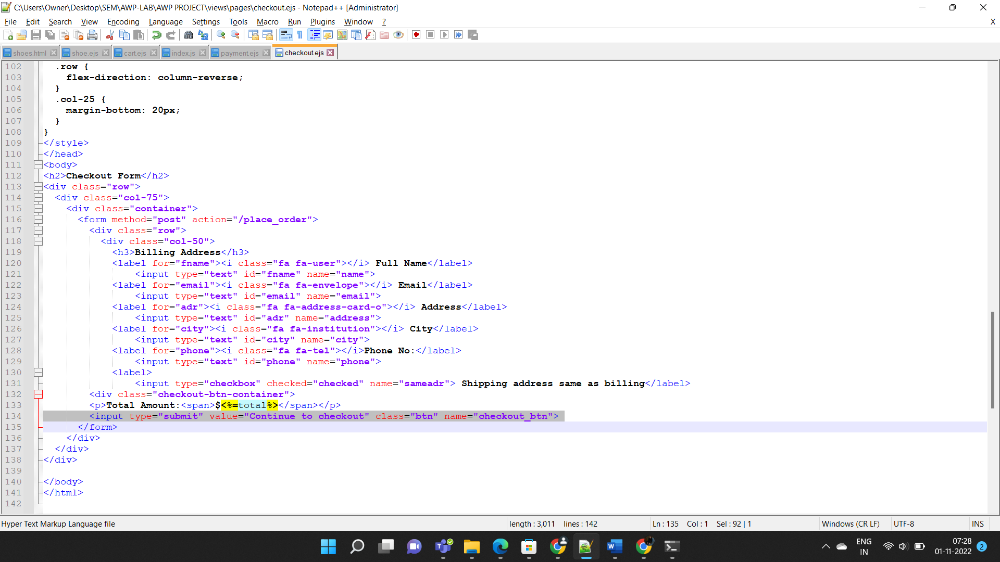 C:\Users\Owner\Desktop\SEM\AWP-LAB\AWP PROJECT\views\pages\checkout.ejs - Notepad++ [Administrator]
File Edit Search View Encoding Language Settings Tools Macro Run Plugins Window ? X
shoes.html shoe.ejs cart.ejs index.js payment.ejs checkout.ejs
102   .row {
103     flex-direction: column-reverse;
104   }
105   .col-25 {
106     margin-bottom: 20px;
107   }
108 }
109 </style>
110 </head>
111 <body>
112 <h2>Checkout Form</h2>
113 <div class="row">
114   <div class="col-75">
115     <div class="container">
116       <form method="post" action="/place_order">
117         <div class="row">
118           <div class="col-50">
119             <h3>Billing Address</h3>
120             <label for="fname"><i class="fa fa-user"></i> Full Name</label>
121                 <input type="text" id="fname" name="name">
122             <label for="email"><i class="fa fa-envelope"></i> Email</label>
123                 <input type="text" id="email" name="email">
124             <label for="adr"><i class="fa fa-address-card-o"></i> Address</label>
125                 <input type="text" id="adr" name="address">
126             <label for="city"><i class="fa fa-institution"></i> City</label>
127                 <input type="text" id="city" name="city">
128             <label for="phone"><i class="fa fa-tel"></i>Phone No:</label>
129                 <input type="text" id="phone" name="phone">
130             <label>
131                 <input type="checkbox" checked="checked" name="sameadr"> Shipping address same as billing</label>
132         <div class="checkout-btn-container">
133         <p>Total Amount:<span>$<%=total%></span></p>
134         <input type="submit" value="Continue to checkout" class="btn" name="checkout_btn">
135       </form>
136     </div>
137   </div>
138 </div>
139
140 </body>
141 </html>
142
Hyper Text Markup Language file length : 3,011 lines : 142 Ln : 135 Col : 1 Sel : 92 | 1 Windows (CR LF) UTF-8 INS
ENG
IN
07:28
01-11-2022
2